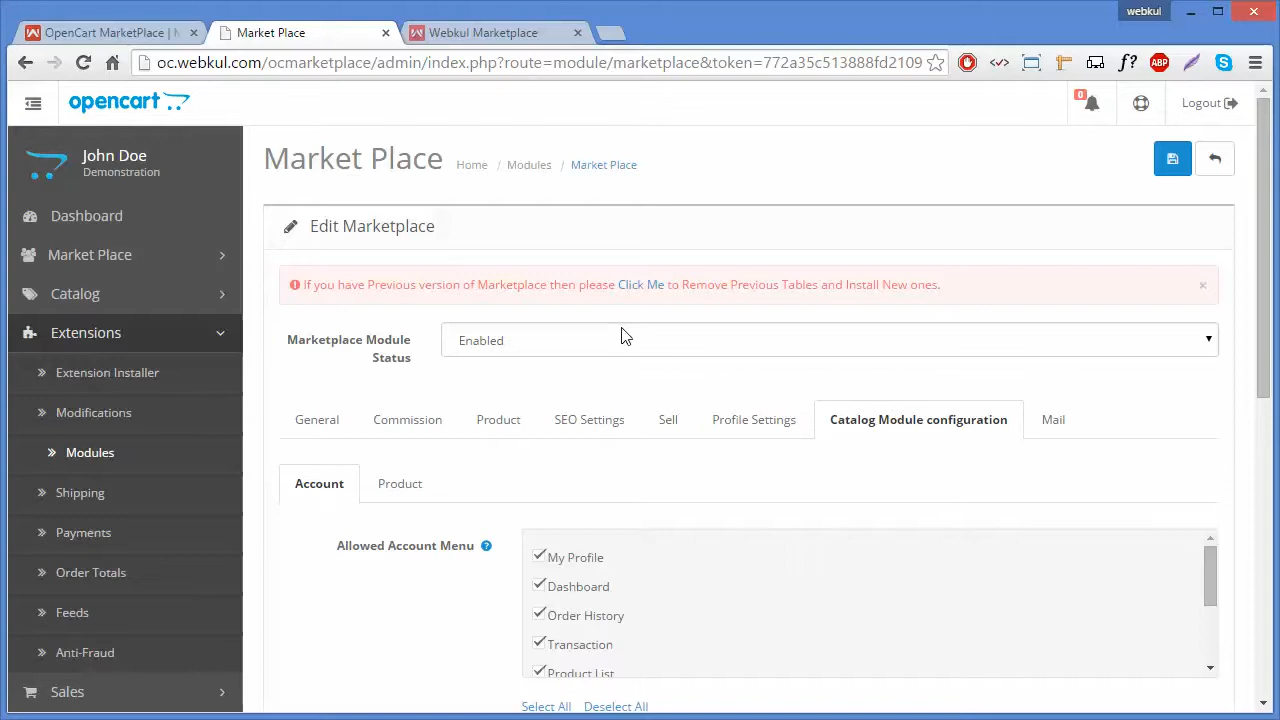 webkul
OpenCart MarketPlace | M
Market Place
Webkul Marketplace
oc.webkul.com/ocmarketplace/admin/index.php?route=module/marketplace&token=772a35c513888fd2109
f?
ABP
opencart
0
Logout
John Doe
Demonstration
Dashboard
Market Place
Catalog
Extensions
Extension Installer
Modifications
Modules
Shipping
Payments
Order Totals
Feeds
Anti-Fraud
Sales
Market Place
Home / Modules / Market Place
Edit Marketplace
If you have Previous version of Marketplace then please Click Me to Remove Previous Tables and Install New ones.
×
Marketplace Module
Status
Enabled
General Commission Product SEO Settings Sell Profile Settings Catalog Module configuration Mail
Account Product
Allowed Account Menu ?
My Profile
Dashboard
Order History
Transaction
Product List
Select All Deselect All